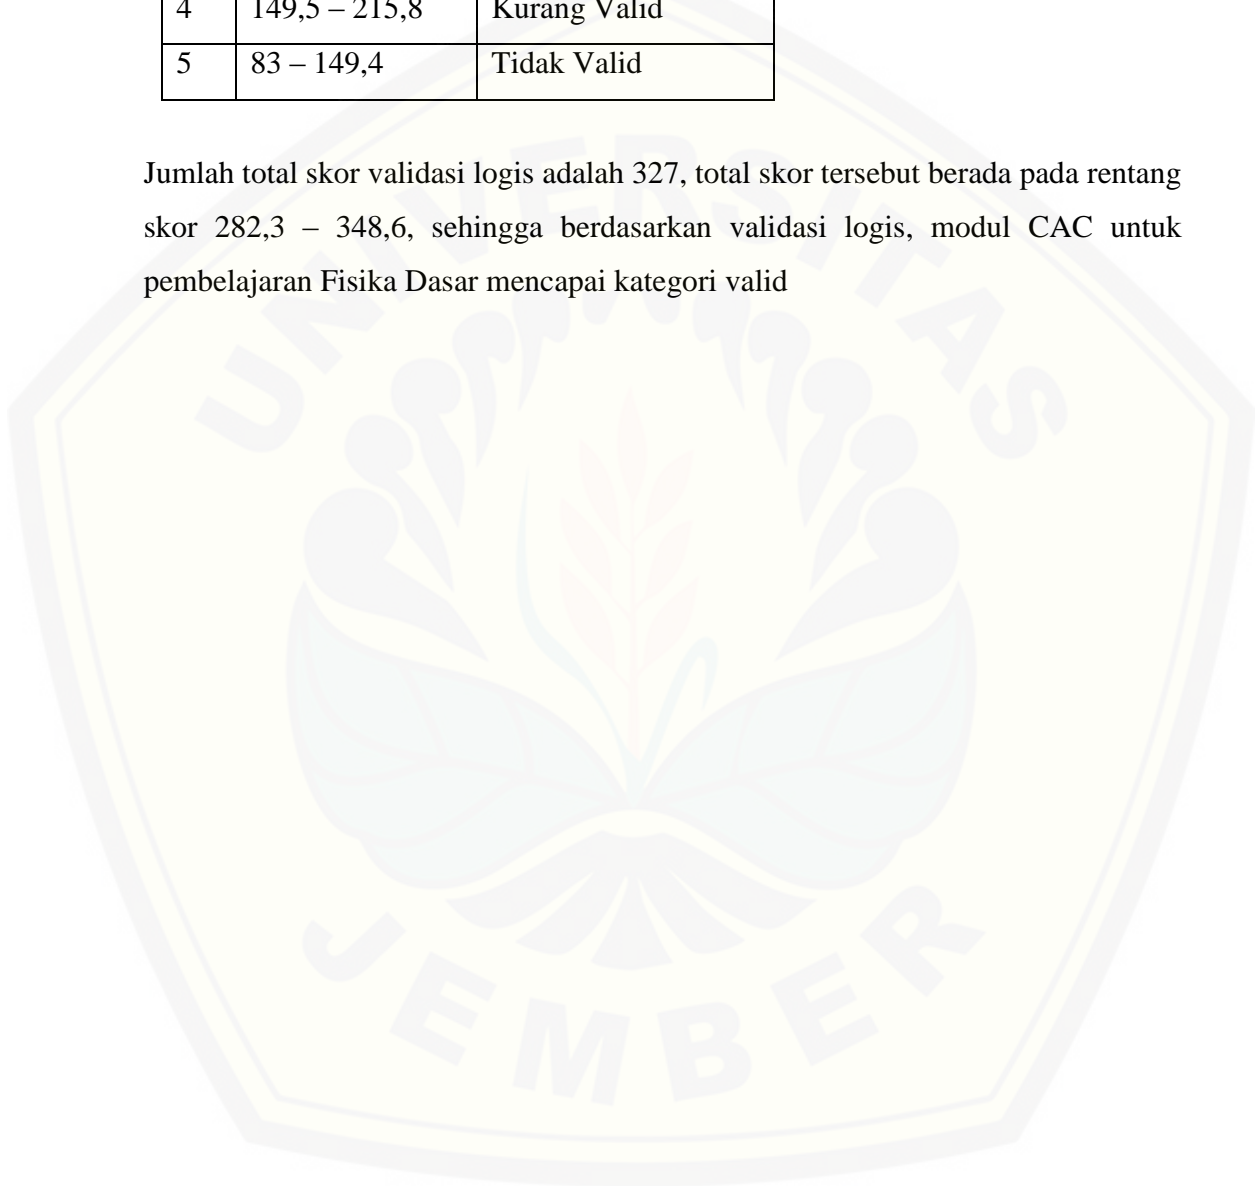 4 149,5 – 215,8 Kurang Valid
5 83 – 149,4 Tidak Valid
Jumlah total skor validasi logis adalah 327, total skor tersebut berada pada rentang
skor 282,3 – 348,6, sehingga berdasarkan validasi logis, modul CAC untuk
pembelajaran Fisika Dasar mencapai kategori valid
UNIVERSITAS
JEMBER